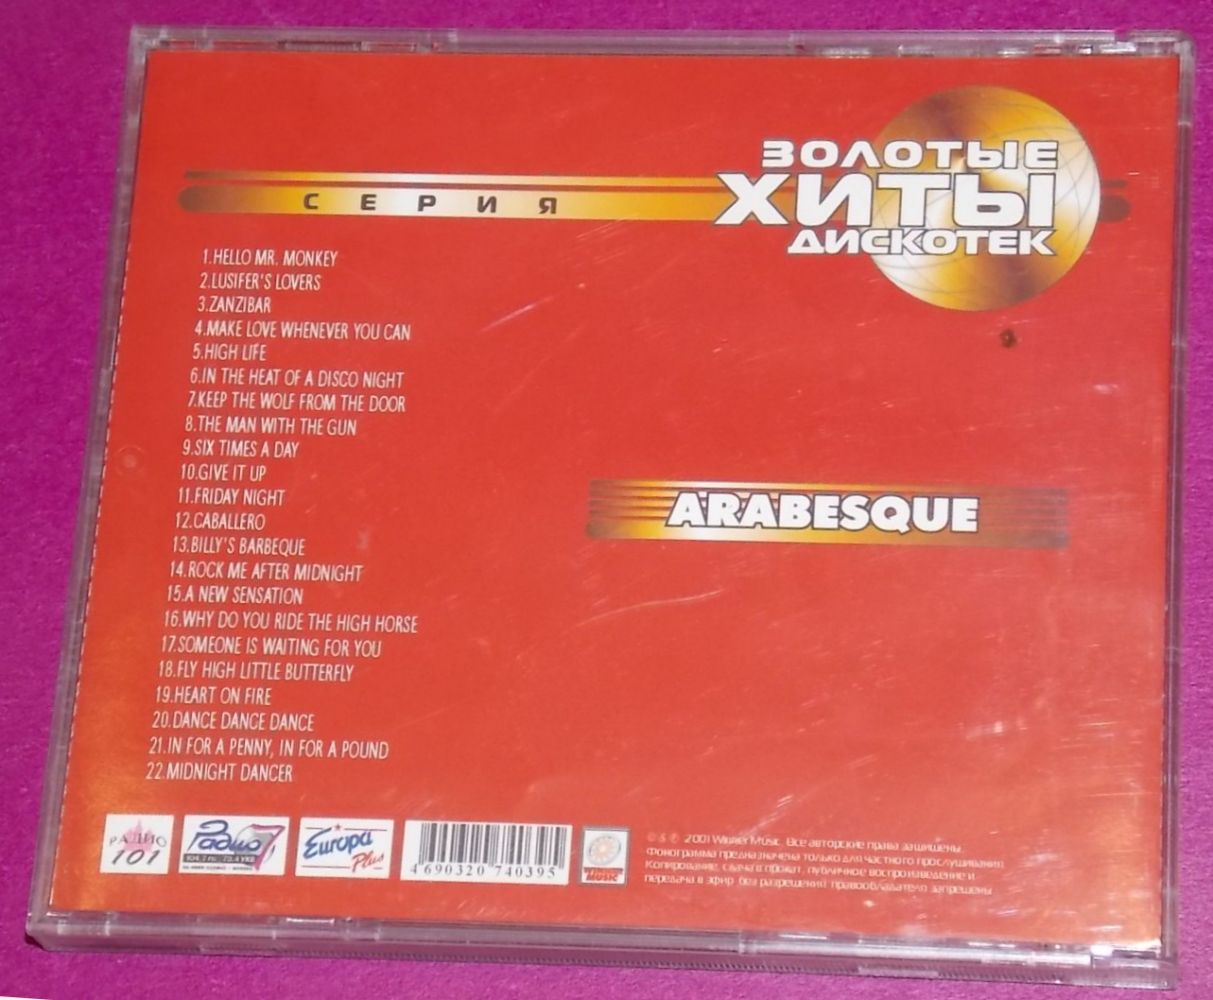 ЗОЛОТЫЕ
ХИТЫ
ДИСКОТЕК
СЕРИЯ
1.HELLO MR. MONKEY
2.LUSIFER'S LOVERS
3.ZANZIBAR
4.MAKE LOVE WHENEVER YOU CAN
5.HIGH LIFE
6.IN THE HEAT OF A DISCO NIGHT
7.KEEP THE WOLF FROM THE DOOR
8.THE MAN WITH THE GUN
9.SIX TIMES A DAY
10.GIVE IT UP
11.FRIDAY NIGHT
12.CABALLERO
13.BILLY'S BARBEQUE
14.ROCK ME AFTER MIDNIGHT
15.A NEW SENSATION
16.WHY DO YOU RIDE THE HIGH HORSE
17.SOMEONE IS WAITING FOR YOU
18.FLY HIGH LITTLE BUTTERFLY
19.HEART ON FIRE
20.DANCE DANCE DANCE
21.IN FOR A PENNY, IN FOR A POUND
22.MIDNIGHT DANCER
ARABESQUE
РАДИО
101
Радио 7
Europa
Plus
4 690320 740395
MUSIC
© & ℗ 2001 Winner Music. Все авторские права защищены.
Фонограмма предназначена только для частного прослушивания.
Копирование, сдача в прокат, публичное воспроизведение и
передача в эфир без разрешения правообладателя запрещены